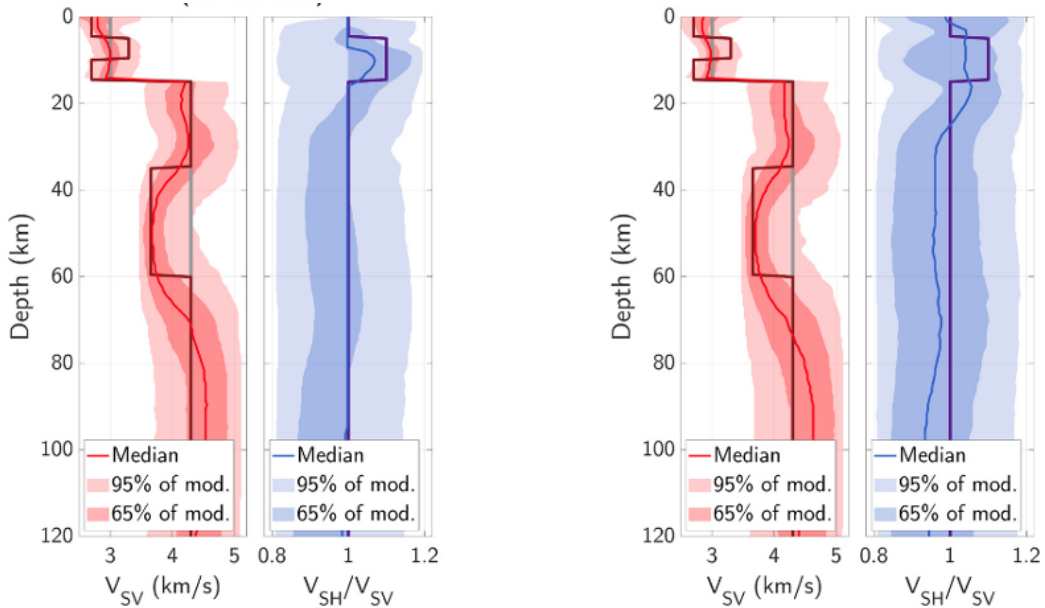 0
20
40
60
80
100
120
Depth (km)
Median
95% of mod.
65% of mod.
3
4
5
V_SV (km/s)
Median
95% of mod.
65% of mod.
0.8
1
1.2
V_SH/V_SV
0
20
40
60
80
100
120
Depth (km)
Median
95% of mod.
65% of mod.
3
4
5
V_SV (km/s)
Median
95% of mod.
65% of mod.
0.8
1
1.2
V_SH/V_SV